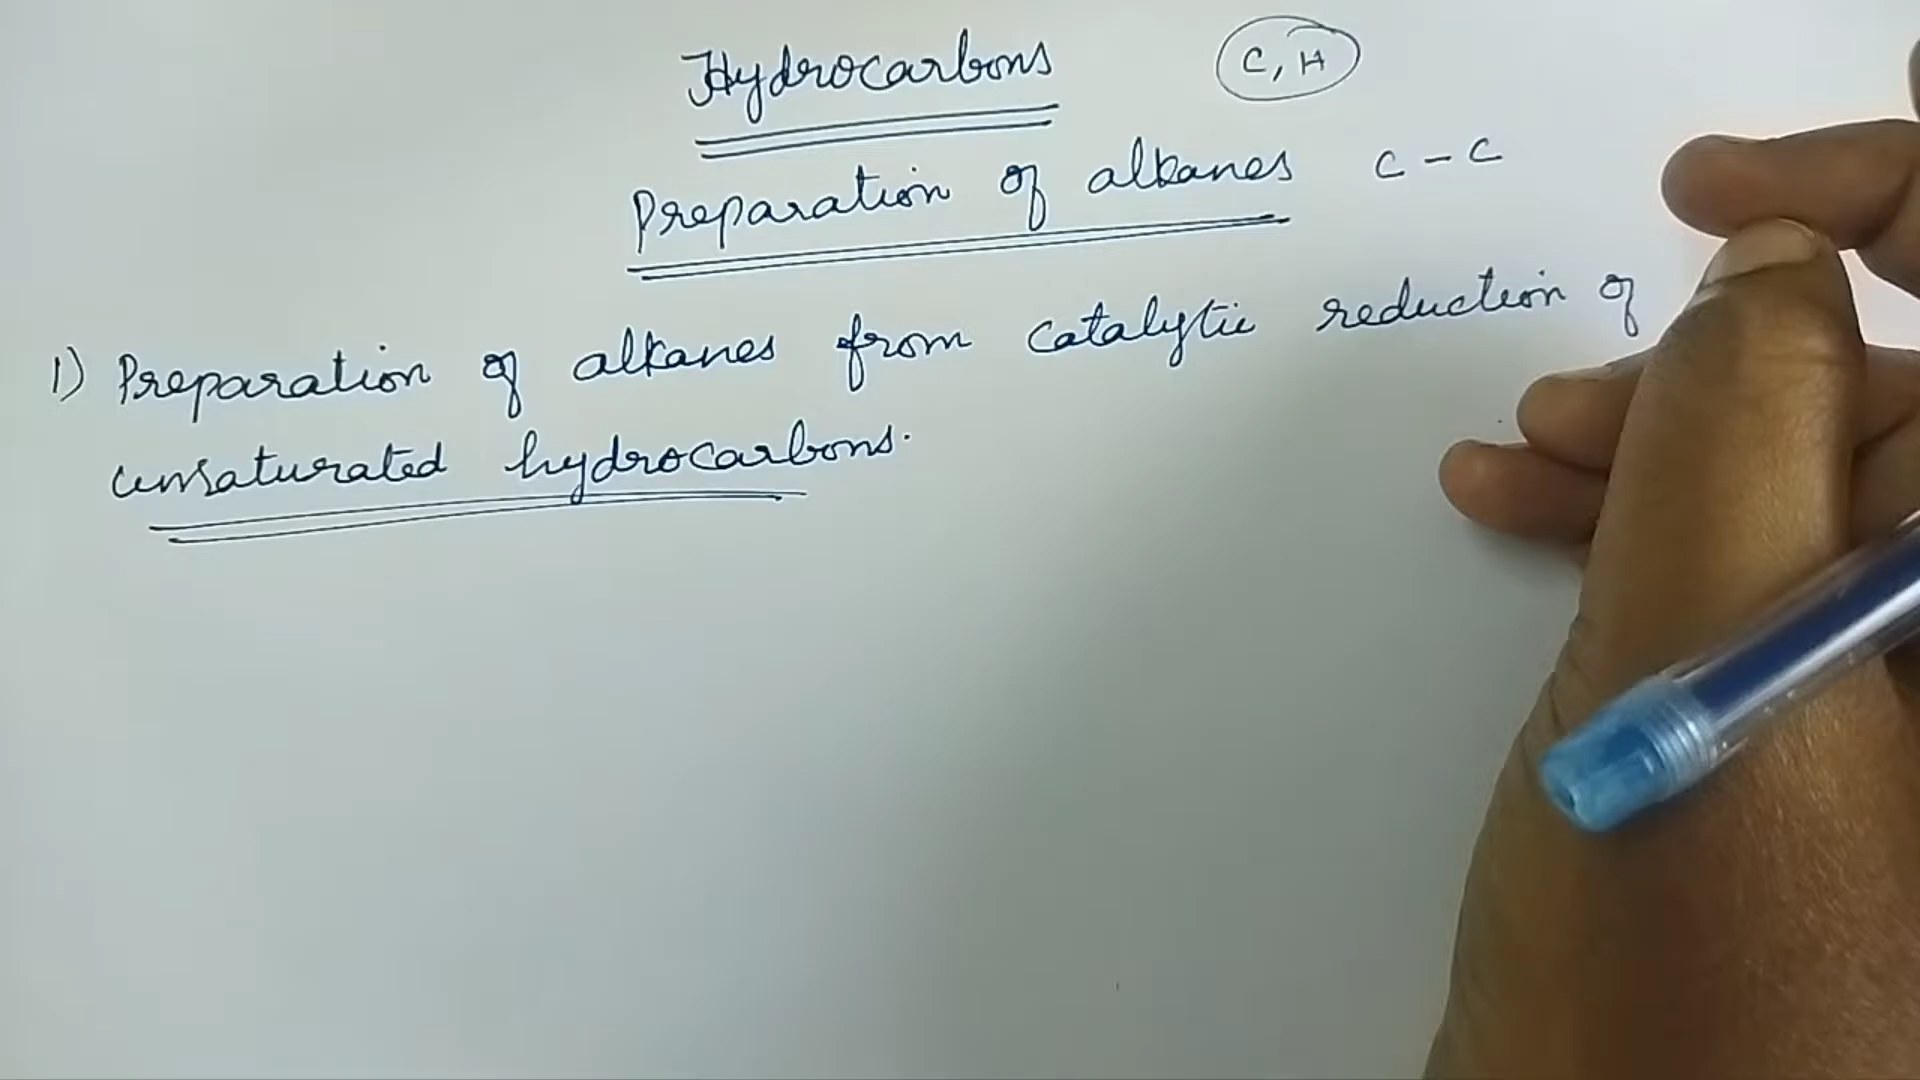 Hydrocarbons C, H
Preparation of alkanes C - C
1) Preparation of alkanes from catalytic reduction of
unsaturated hydrocarbons.